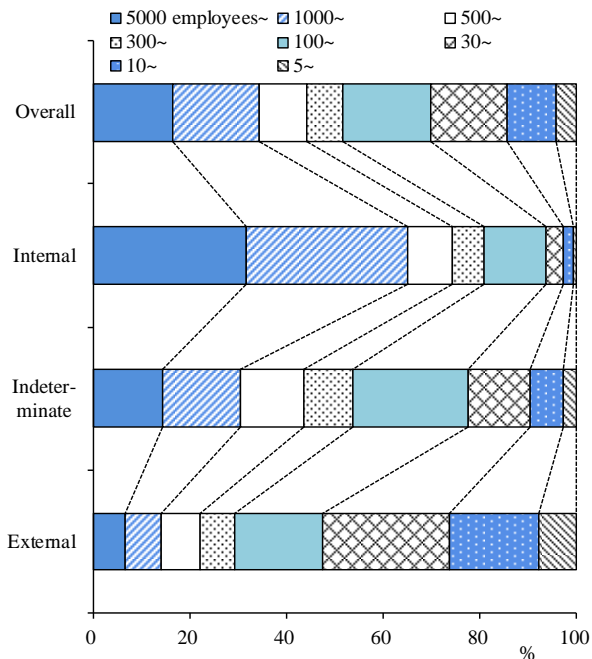 5000 employees~ 1000~ 500~
300~ 100~ 30~
10~ 5~
Overall
Internal
Indeter-
minate
External
0 20 40 60 80 100
%